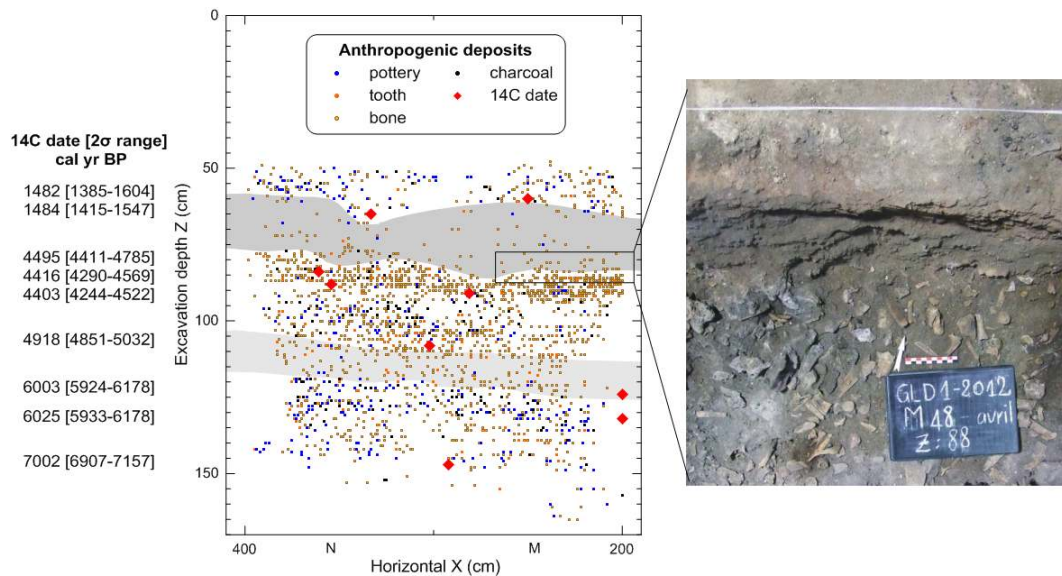 Anthropogenic deposits
pottery
charcoal
tooth
14C date
bone
14C date [2σ range]
cal yr BP
1482 [1385-1604]
1484 [1415-1547]
4495 [4411-4785]
4416 [4290-4569]
4403 [4244-4522]
4918 [4851-5032]
6003 [5924-6178]
6025 [5933-6178]
7002 [6907-7157]
Excavation depth Z (cm)
0
50
100
150
400
N
M
200
Horizontal X (cm)
GLD1-2012
M48 avril
Z: 88